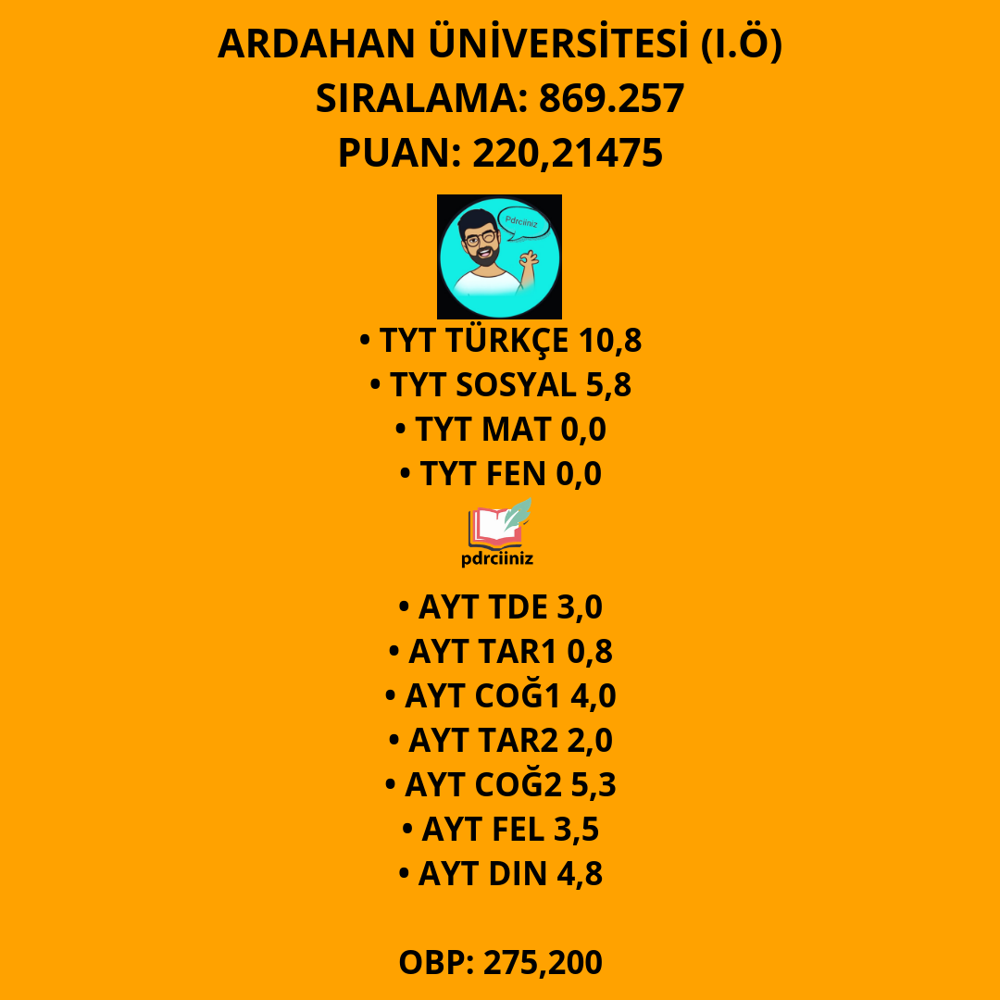 ARDAHAN ÜNİVERSİTESİ (I.Ö)
SIRALAMA: 869.257
PUAN: 220,21475
Pdrciiniz
• TYT TÜRKÇE 10,8
• TYT SOSYAL 5,8
• TYT MAT 0,0
• TYT FEN 0,0
pdrciiniz
• AYT TDE 3,0
• AYT TAR1 0,8
• AYT COĞ1 4,0
• AYT TAR2 2,0
• AYT COĞ2 5,3
• AYT FEL 3,5
• AYT DIN 4,8
OBP: 275,200